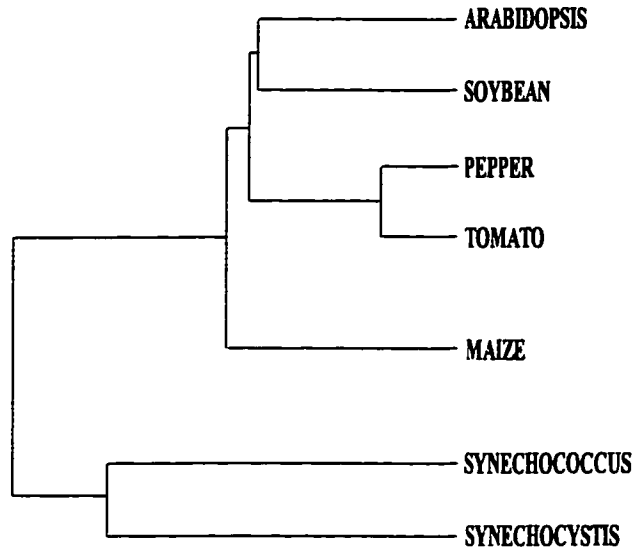 ARABIDOPSIS
SOYBEAN
PEPPER
TOMATO
MAIZE
SYNECHOCOCCUS
SYNECHOCYSTIS